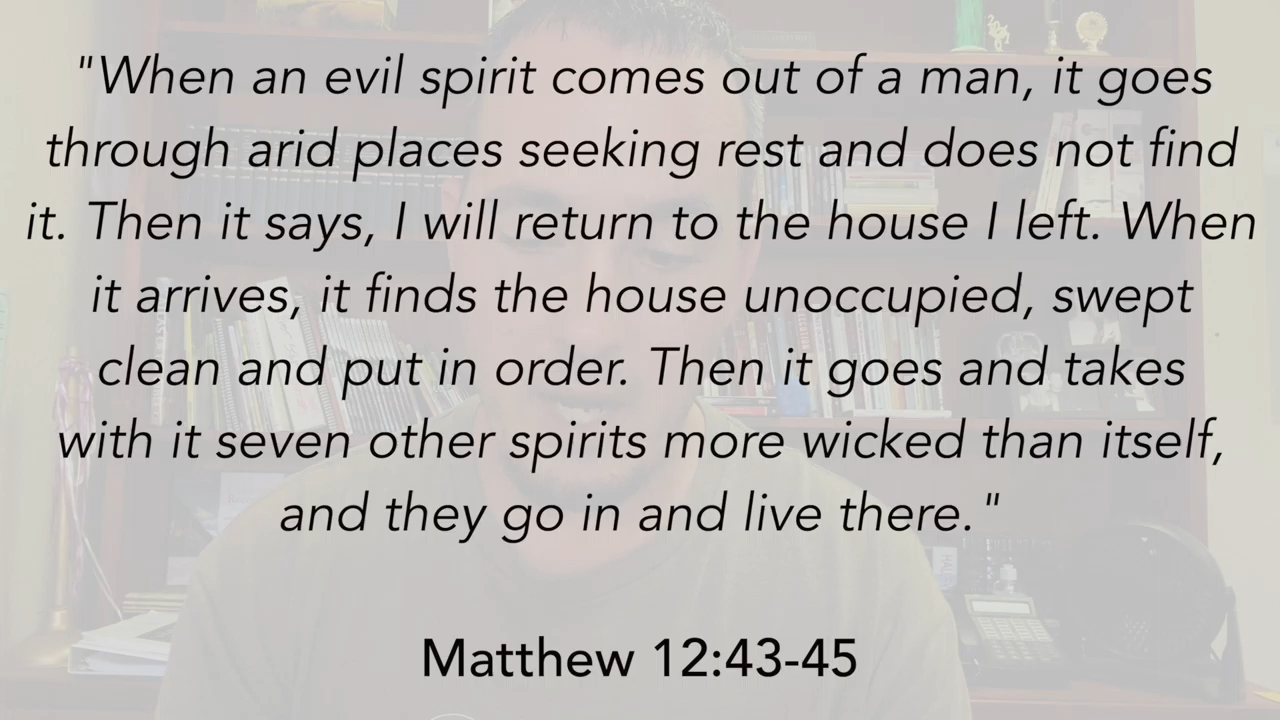 "When an evil spirit comes out of a man, it goes
through arid places seeking rest and does not find
it. Then it says, I will return to the house I left. When
it arrives, it finds the house unoccupied, swept
clean and put in order. Then it goes and takes
with it seven other spirits more wicked than itself,
and they go in and live there."
Matthew 12:43-45